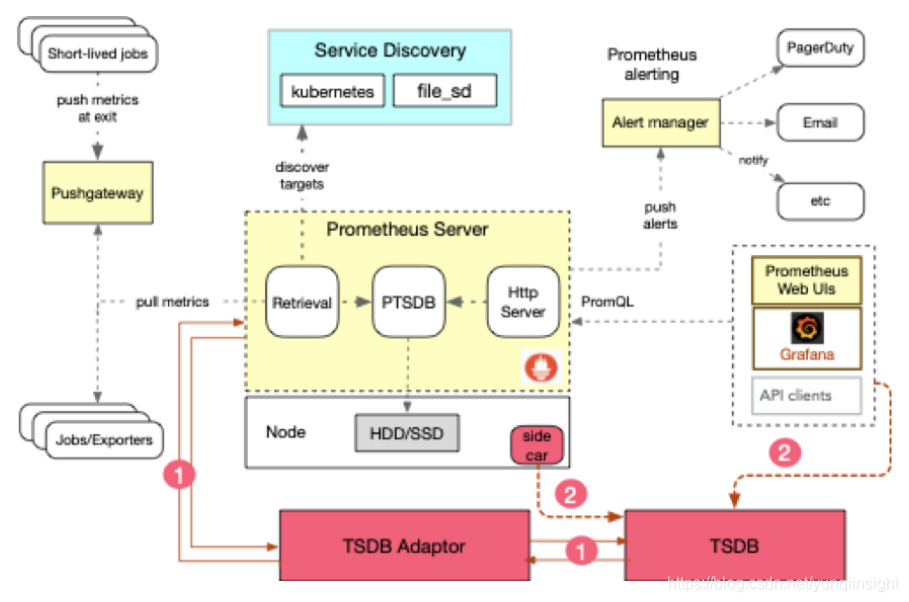 Short-lived jobs
push metrics
at exit
Pushgateway
Service Discovery
kubernetes
file_sd
discover
targets
Prometheus
alerting
Alert manager
PagerDuty
Email
notify
etc
push
alerts
Prometheus Server
Retrieval
PTSDB
Http
Server
pull metrics
PromQL
Prometheus
Web UIs
Grafana
API clients
Jobs/Exporters
Node
HDD/SSD
side
car
1
2
2
TSDB Adaptor
1
TSDB
https://blog.csdn.net/yunqiinsight